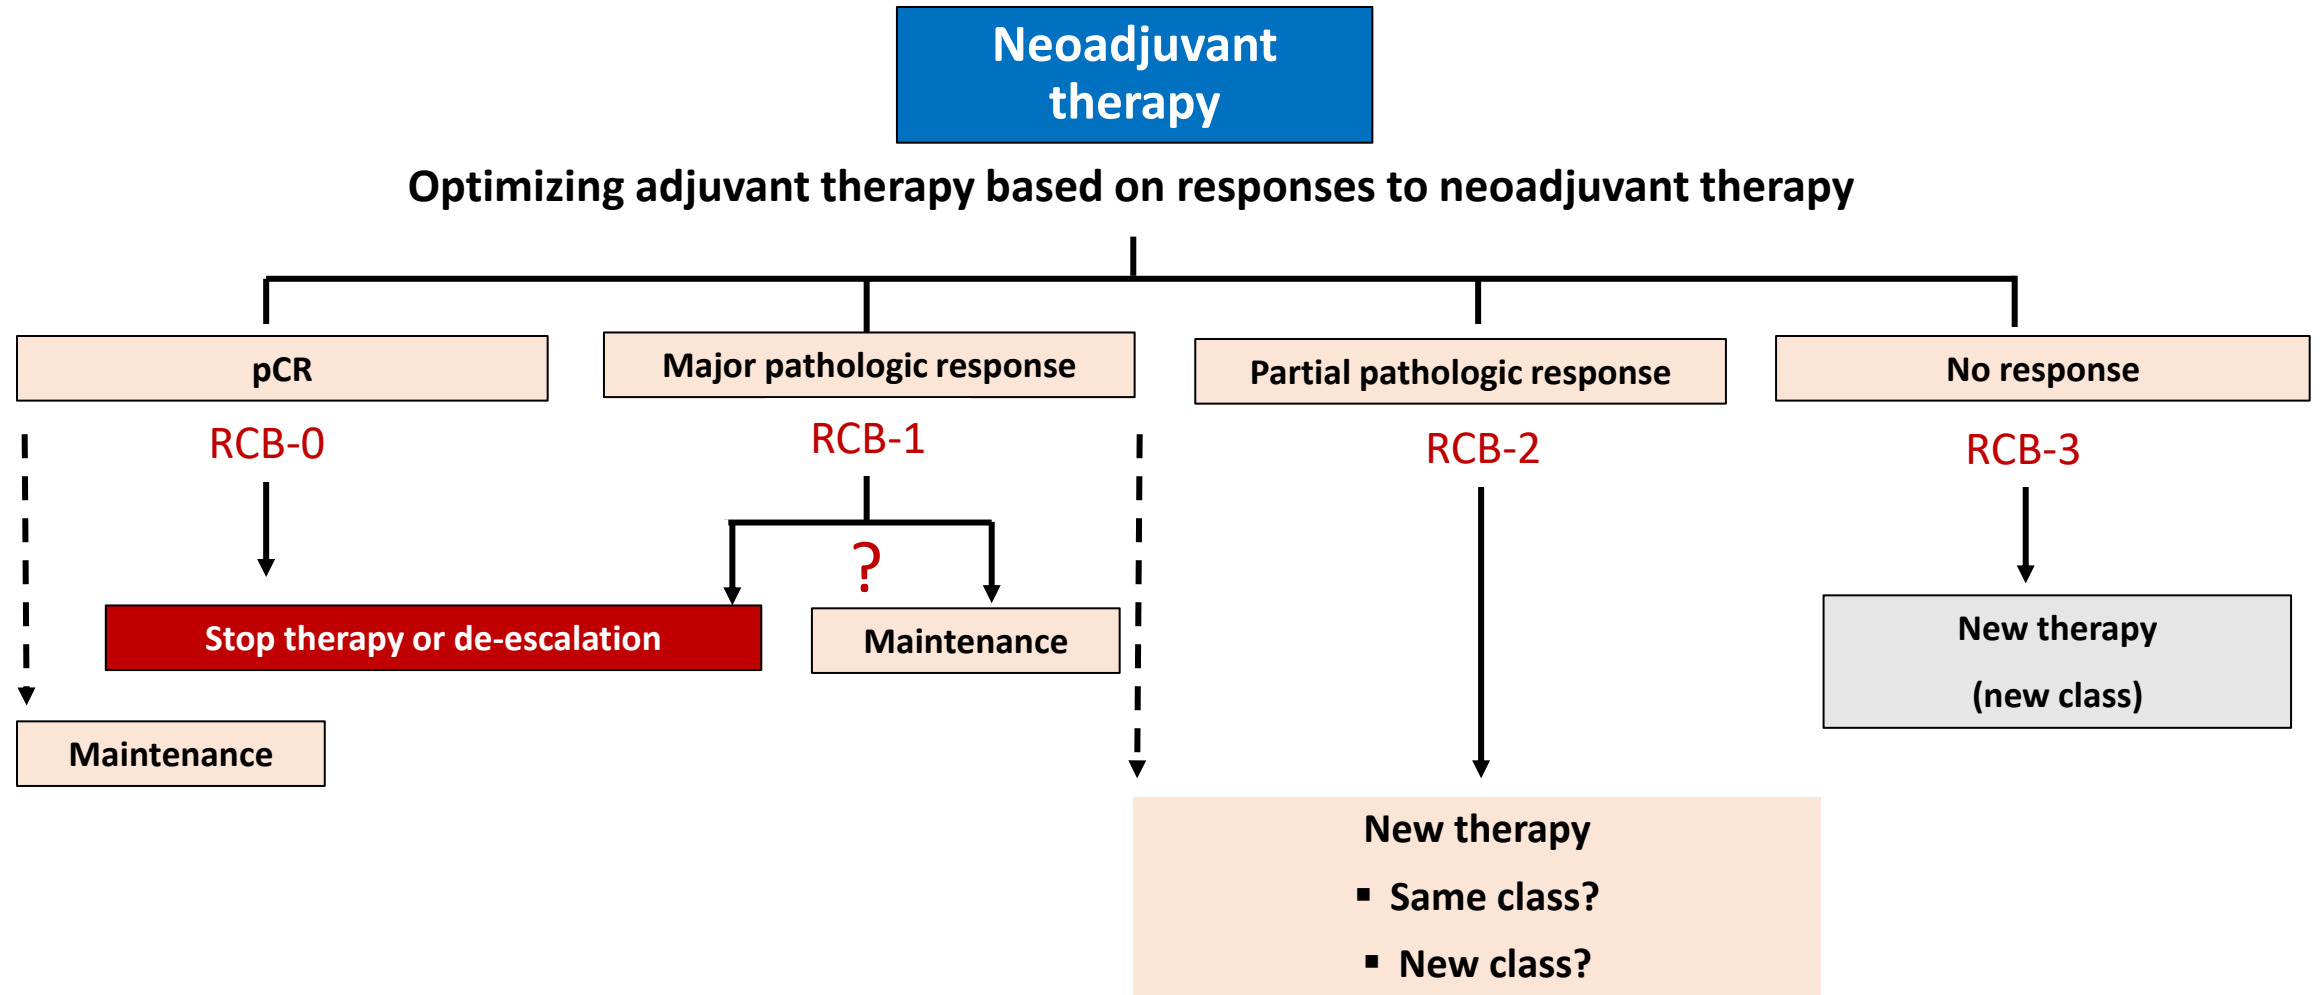 Neoadjuvant
therapy
Optimizing adjuvant therapy based on responses to neoadjuvant therapy
pCR
Major pathologic response
Partial pathologic response
No response
RCB-0
RCB-1
RCB-2
RCB-3
?
Stop therapy or de-escalation
Maintenance
New therapy
(new class)
Maintenance
New therapy
▪ Same class?
▪ New class?